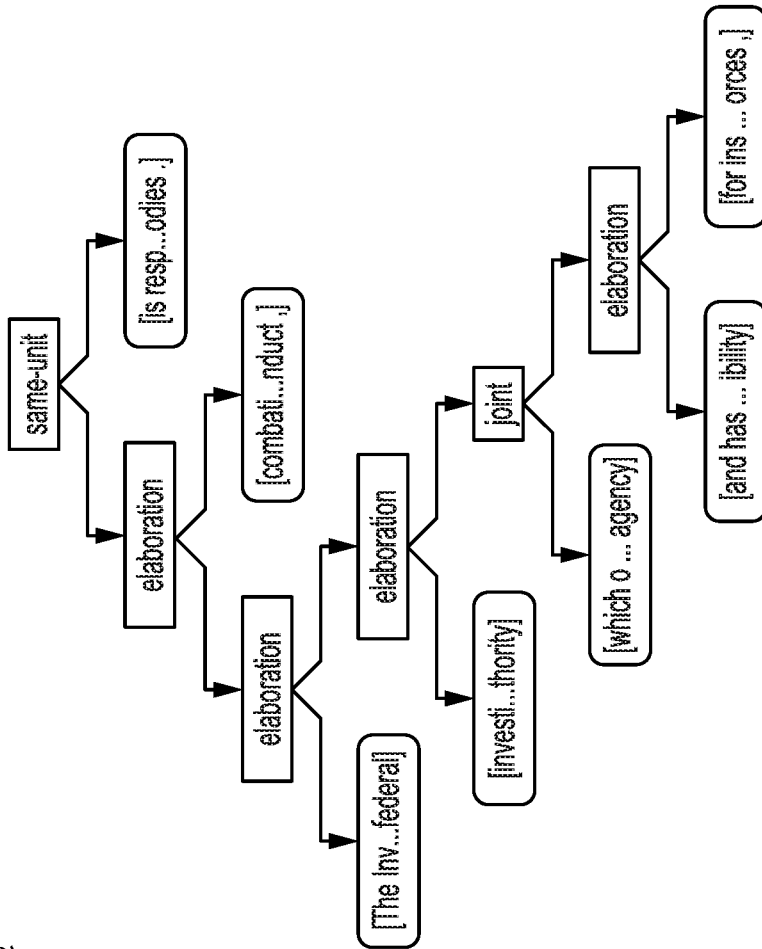 same-unit
elaboration
[is resp...odies ,]
elaboration
[combati...nduct ,]
[The Inv...federal]
elaboration
[investi...thority]
joint
[which o ... agency]
elaboration
[and has ... ibility]
[for ins ... orces ,]